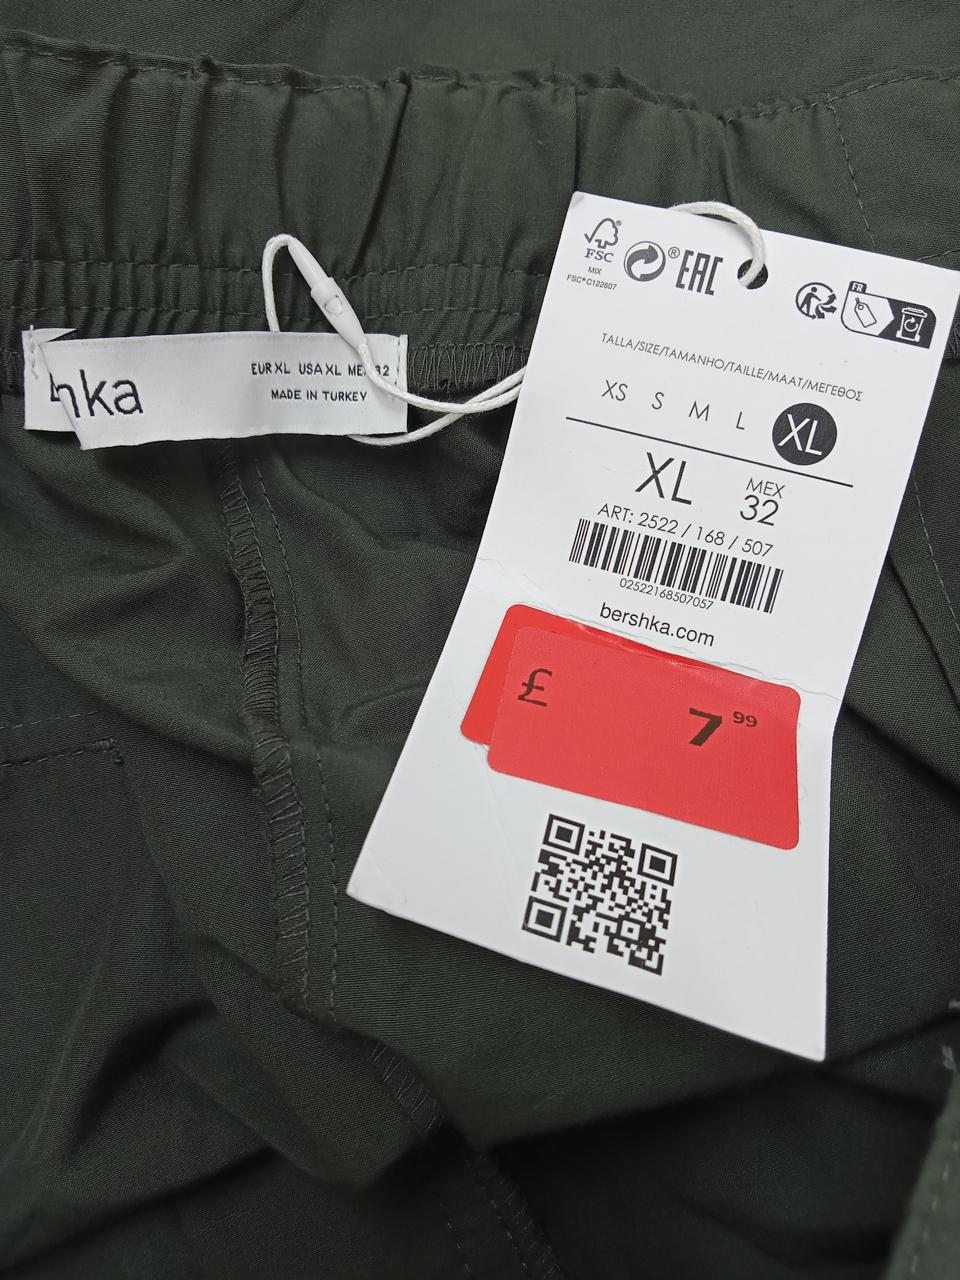 hka
EUR XL USA XL MEX 32
MADE IN TURKEY
FSC
MIX
FSC® C122607
® EAC
FR
TALLA/SIZE/TAMANHO/TAILLE/MAAT/ΜΕΓΕΘΟΣ
XS S M L XL
XL
MEX
32
ART: 2522 / 168 / 507
02522168507057
bershka.com
£ 7 99